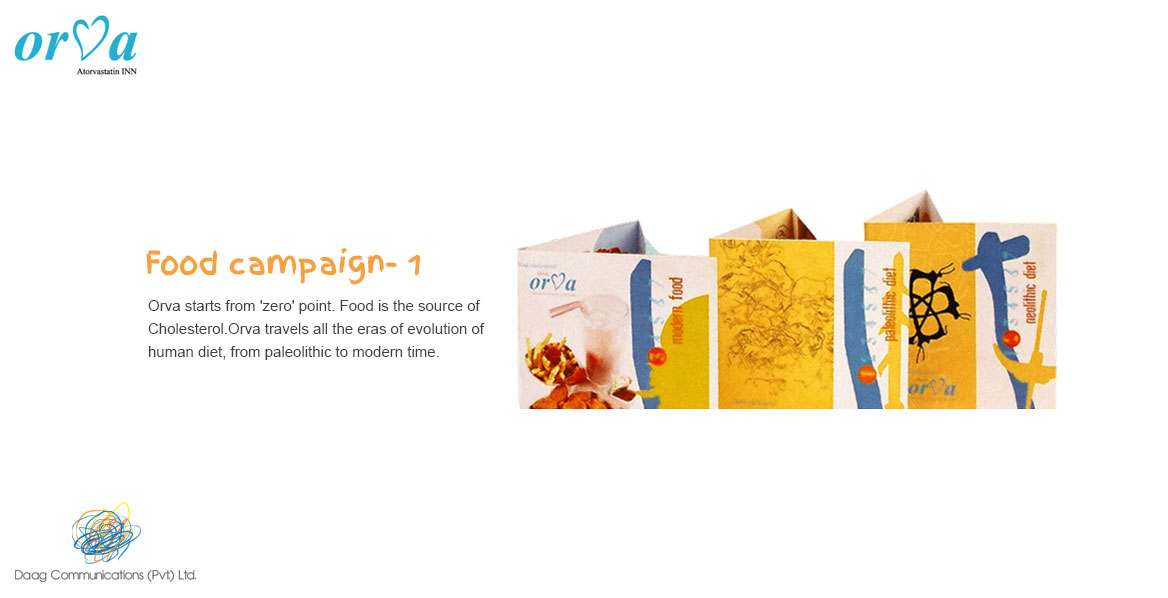 orva
Atorvastatin INN
Food campaign- 1
Orva starts from 'zero' point. Food is the source of
Cholesterol.Orva travels all the eras of evolution of
human diet, from paleolithic to modern time.
orva
modern food
paleolithic diet
orva
neolithic diet
Daag Communications (Pvt) Ltd.